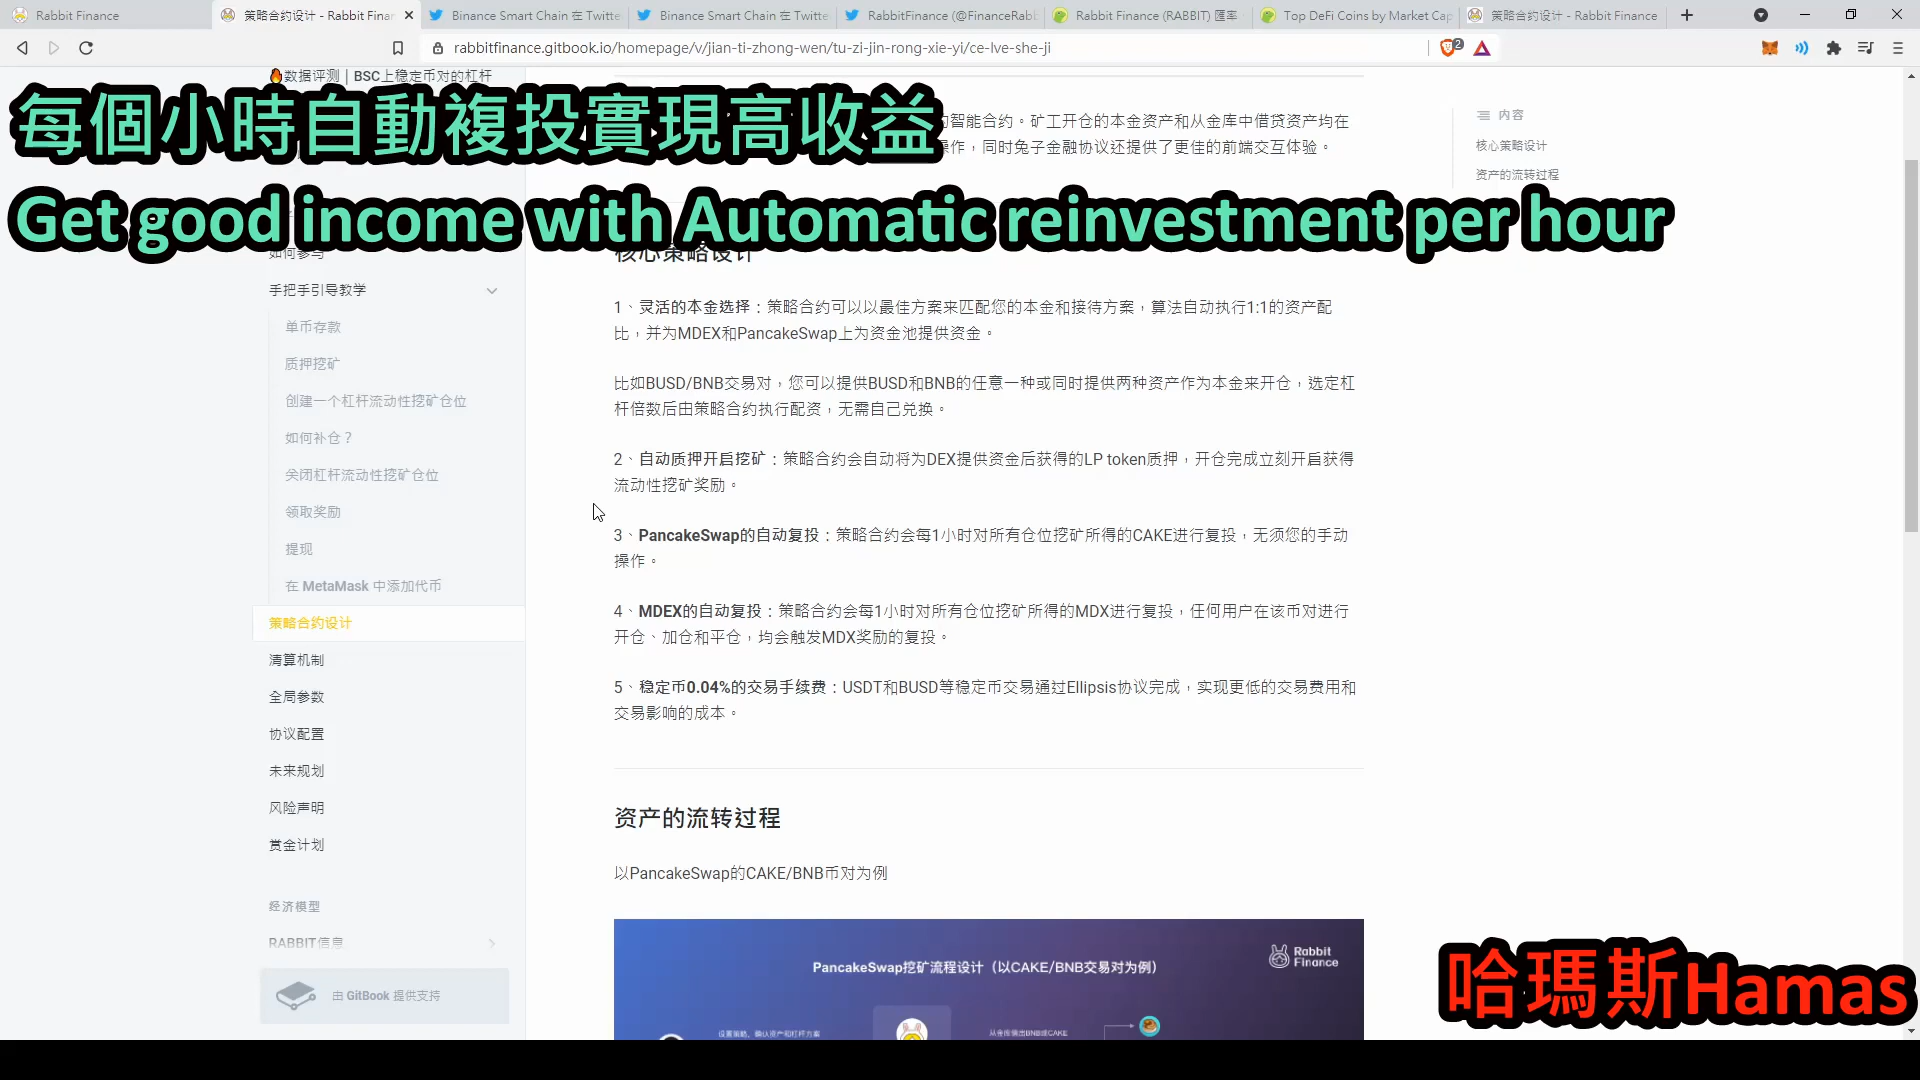 Rabbit Finance
策略合约设计 - Rabbit Finan
Binance Smart Chain 在 Twitte
Binance Smart Chain 在 Twitte
RabbitFinance (@FinanceRabb
Rabbit Finance (RABBIT) 匯率
Top DeFi Coins by Market Cap
策略合约设计 - Rabbit Finance
rabbitfinance.gitbook.io/homepage/v/jian-ti-zhong-wen/tu-zi-jin-rong-xie-yi/ce-lve-she-ji
2
数据评测｜BSC上稳定币对的杠杆
每個小時自動複投實現高收益
智能合约。矿工开仓的本金资产和从金库中借贷资产均在
操作，同时兔子金融协议还提供了更佳的前端交互体验。
Get good income with Automatic reinvestment per hour
内容
核心策略设计
资产的流转过程
如何参与
手把手引导教学
单币存款
质押挖矿
创建一个杠杆流动性挖矿仓位
如何补仓？
关闭杠杆流动性挖矿仓位
领取奖励
提现
在 MetaMask 中添加代币
策略合约设计
清算机制
全局参数
协议配置
未来规划
风险声明
赏金计划
经济模型
RABBIT信息
由 GitBook 提供支持
核心策略设计
1、灵活的本金选择：策略合约可以以最佳方案来匹配您的本金和接待方案，算法自动执行1:1的资产配
比，并为MDEX和PancakeSwap上为资金池提供资金。
比如BUSD/BNB交易对，您可以提供BUSD和BNB的任意一种或同时提供两种资产作为本金来开仓，选定杠
杆倍数后由策略合约执行配资，无需自己兑换。
2、自动质押开启挖矿：策略合约会自动将为DEX提供资金后获得的LP token质押，开仓完成立刻开启获得
流动性挖矿奖励。
3、PancakeSwap的自动复投：策略合约会每1小时对所有仓位挖矿所得的CAKE进行复投，无须您的手动
操作。
4、MDEX的自动复投：策略合约会每1小时对所有仓位挖矿所得的MDX进行复投，任何用户在该币对进行
开仓、加仓和平仓，均会触发MDX奖励的复投。
5、稳定币0.04%的交易手续费：USDT和BUSD等稳定币交易通过Ellipsis协议完成，实现更低的交易费用和
交易影响的成本。
资产的流转过程
以PancakeSwap的CAKE/BNB币对为例
PancakeSwap挖矿流程设计（以CAKE/BNB交易对为例）
Rabbit
Finance
设置策略、确认资产和杠杆方案
从金库借出BNB或CAKE
哈瑪斯Hamas